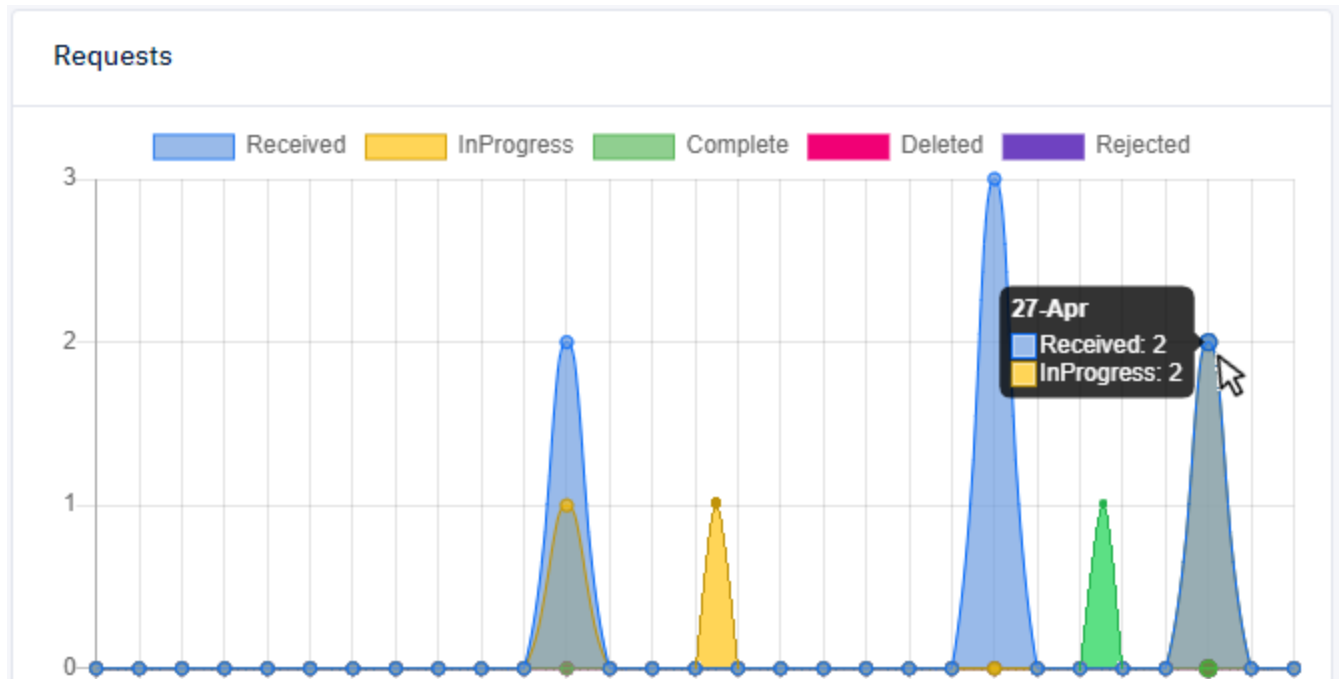 Requests
Received InProgress Complete Deleted Rejected
3
27-Apr
2
Received: 2
InProgress: 2
1
0